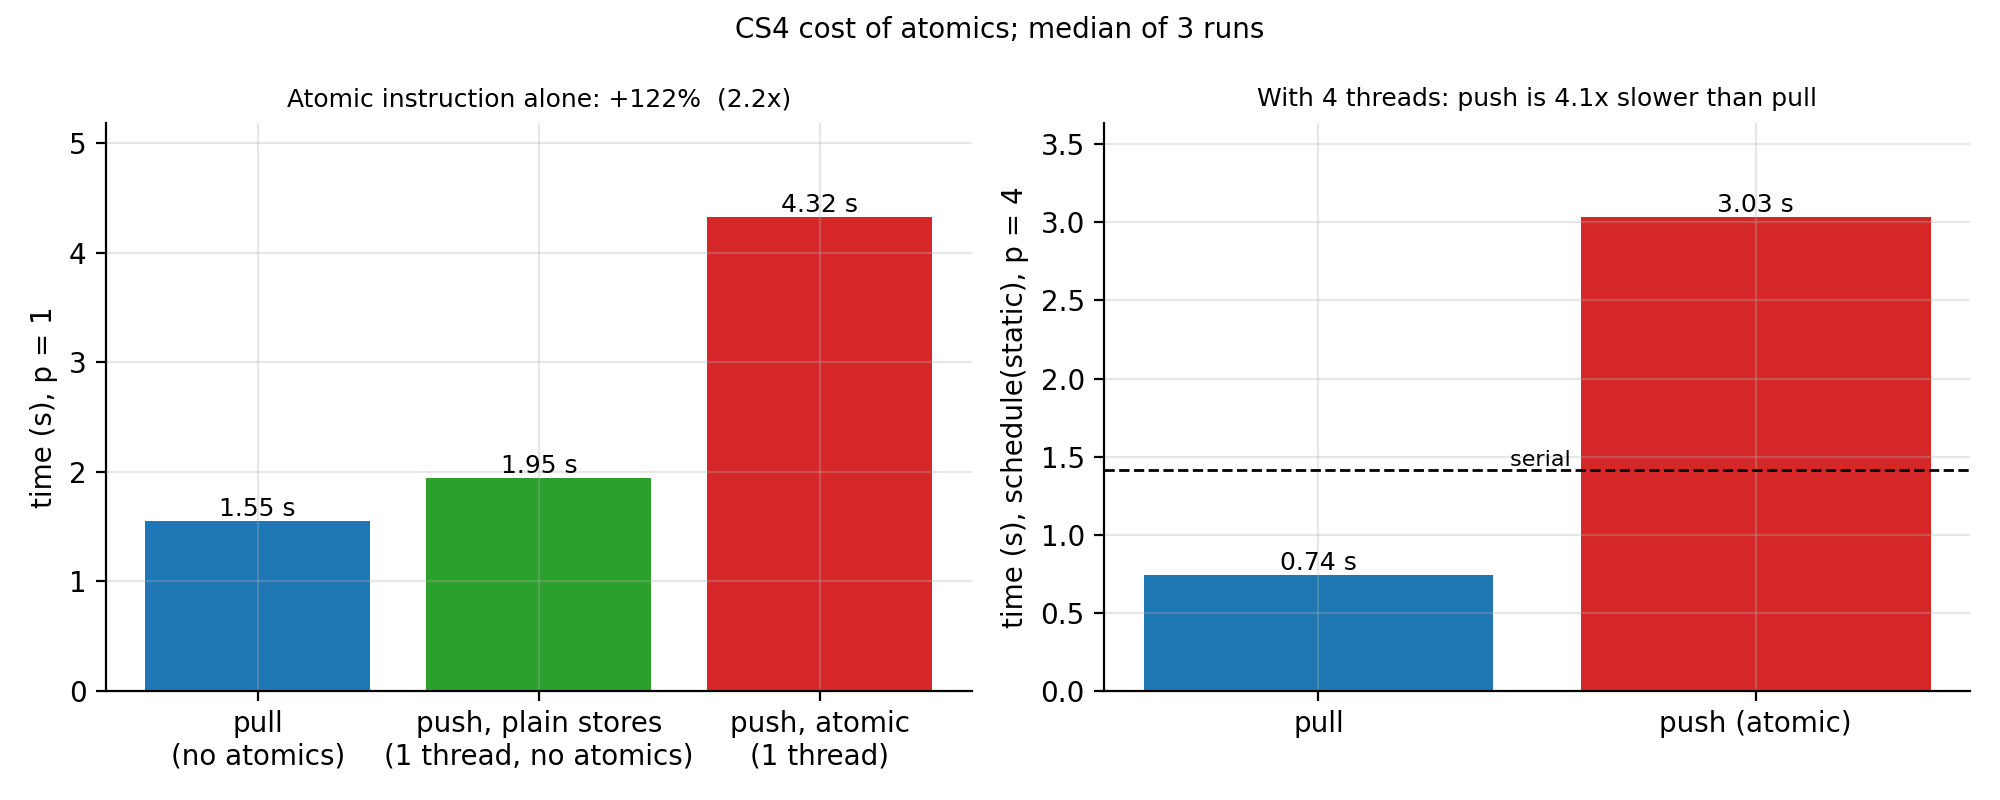 CS4 cost of atomics; median of 3 runs
Atomic instruction alone: +122%  (2.2x)
time (s), p = 1
5
4
3
2
1
0
4.32 s
1.95 s
1.55 s
pull
(no atomics)
push, plain stores
(1 thread, no atomics)
push, atomic
(1 thread)
With 4 threads: push is 4.1x slower than pull
time (s), schedule(static), p = 4
3.5
3.0
2.5
2.0
1.5
1.0
0.5
0.0
3.03 s
serial
0.74 s
pull
push (atomic)